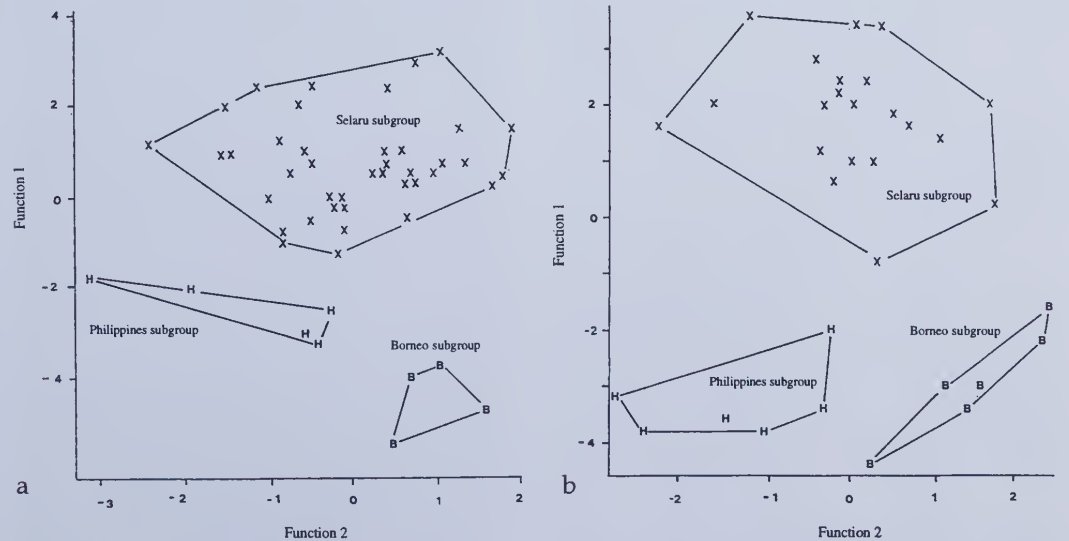 4
2
0
-2
-4
Function 1
Selaru subgroup
Philippines subgroup
Borneo subgroup
a
-3
-2
-1
0
1
2
Function 2
2
0
-2
-4
Function 1
Selaru subgroup
Borneo subgroup
Philippines subgroup
b
-2
-1
0
1
2
Function 2